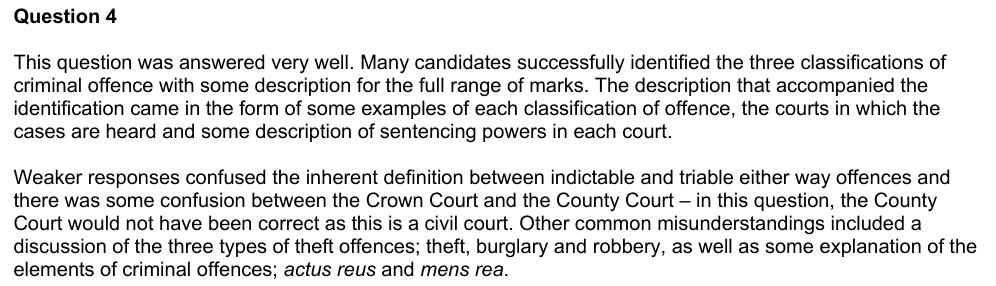 Question 4
This question was answered very well. Many candidates successfully identified the three classifications of
criminal offence with some description for the full range of marks. The description that accompanied the
identification came in the form of some examples of each classification of offence, the courts in which the
cases are heard and some description of sentencing powers in each court.
Weaker responses confused the inherent definition between indictable and triable either way offences and
there was some confusion between the Crown Court and the County Court – in this question, the County
Court would not have been correct as this is a civil court. Other common misunderstandings included a
discussion of the three types of theft offences; theft, burglary and robbery, as well as some explanation of the
elements of criminal offences; actus reus and mens rea.